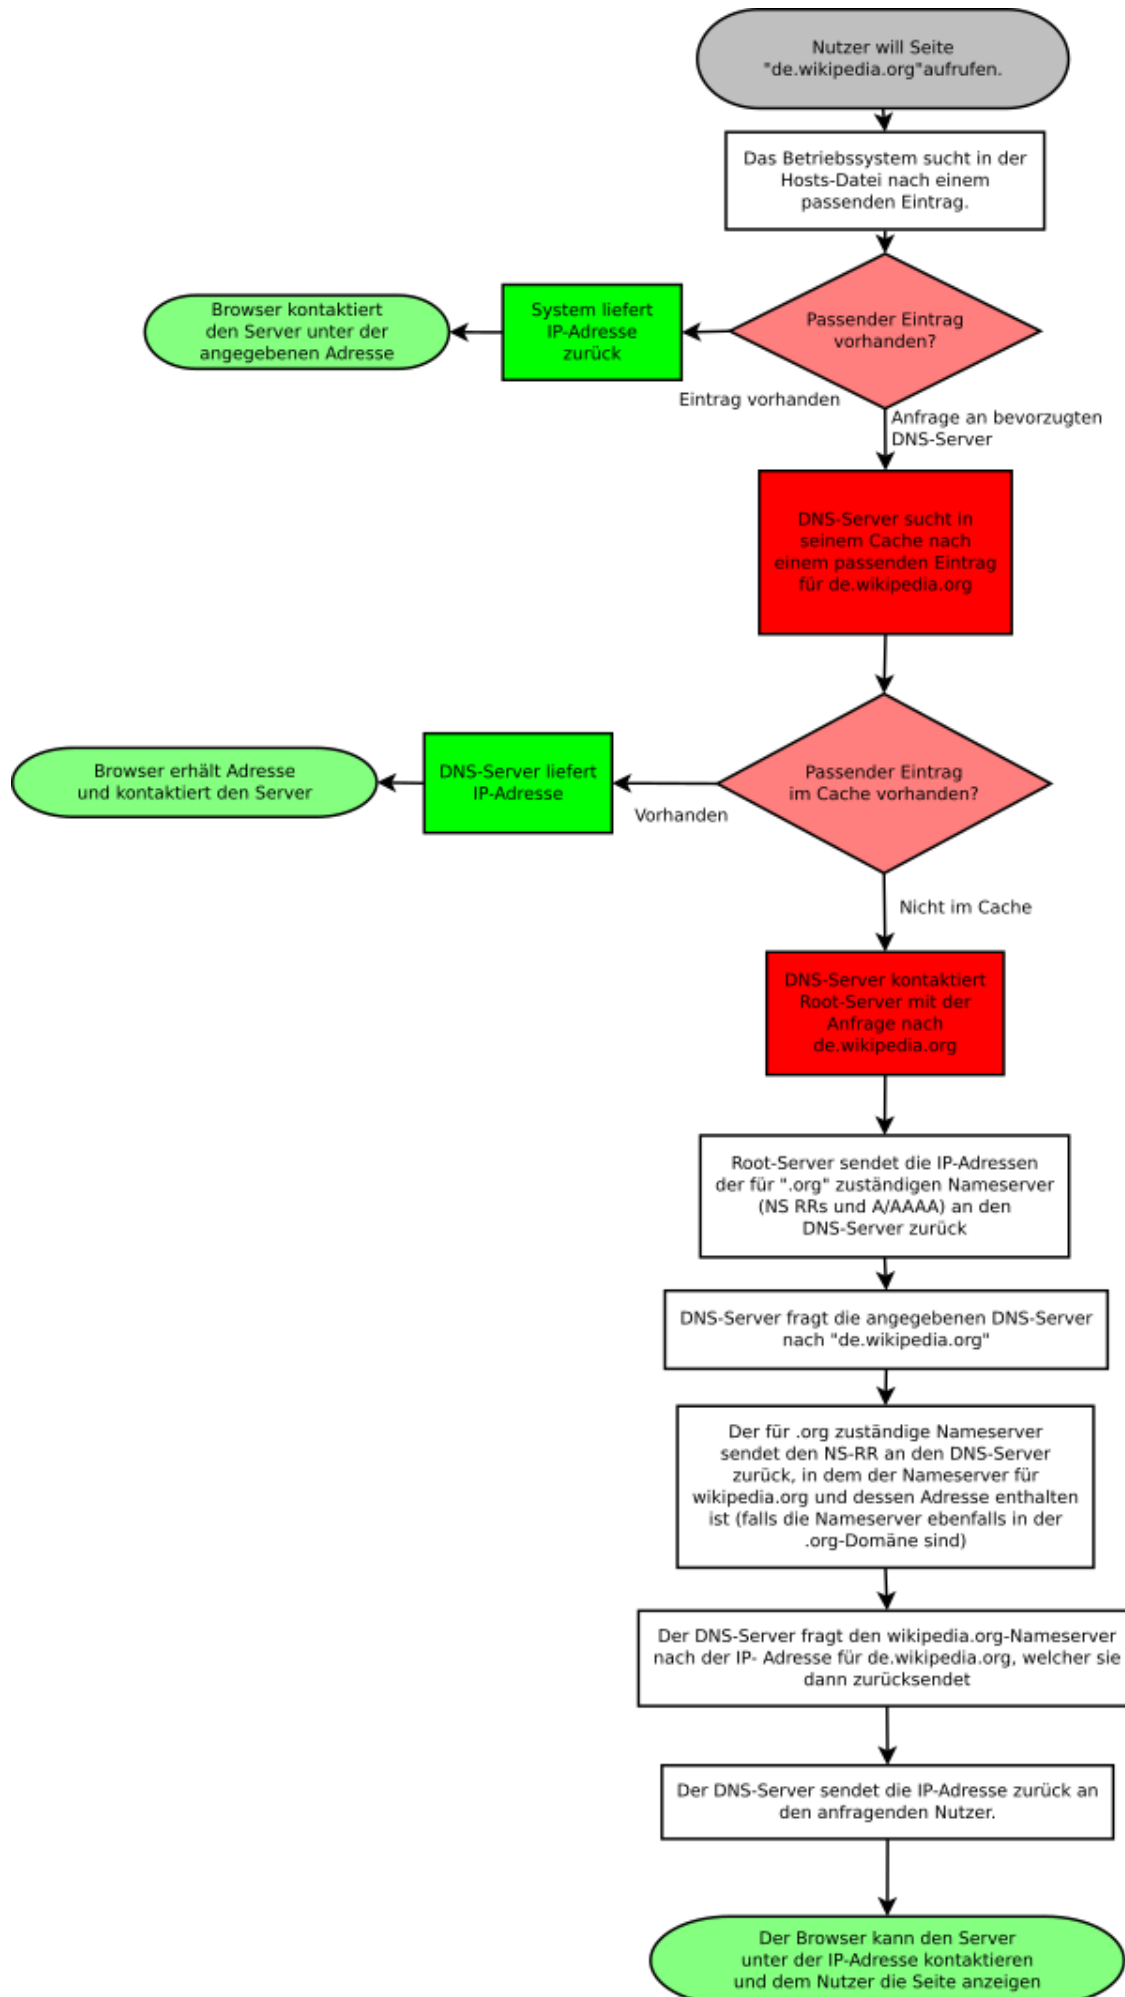 Nutzer will Seite
"de.wikipedia.org"aufrufen.
Das Betriebssystem sucht in der
Hosts-Datei nach einem
passenden Eintrag.
Passender Eintrag
vorhanden?
Eintrag vorhanden
System liefert
IP-Adresse
zurück
Browser kontaktiert
den Server unter der
angegebenen Adresse
Anfrage an bevorzugten
DNS-Server
DNS-Server sucht in
seinem Cache nach
einem passenden Eintrag
für de.wikipedia.org
Passender Eintrag
im Cache vorhanden?
Vorhanden
DNS-Server liefert
IP-Adresse
Browser erhält Adresse
und kontaktiert den Server
Nicht im Cache
DNS-Server kontaktiert
Root-Server mit der
Anfrage nach
de.wikipedia.org
Root-Server sendet die IP-Adressen
der für ".org" zuständigen Nameserver
(NS RRs und A/AAAA) an den
DNS-Server zurück
DNS-Server fragt die angegebenen DNS-Server
nach "de.wikipedia.org"
Der für .org zuständige Nameserver
sendet den NS-RR an den DNS-Server
zurück, in dem der Nameserver für
wikipedia.org und dessen Adresse enthalten
ist (falls die Nameserver ebenfalls in der
.org-Domäne sind)
Der DNS-Server fragt den wikipedia.org-Nameserver
nach der IP- Adresse für de.wikipedia.org, welcher sie
dann zurücksendet
Der DNS-Server sendet die IP-Adresse zurück an
den anfragenden Nutzer.
Der Browser kann den Server
unter der IP-Adresse kontaktieren
und dem Nutzer die Seite anzeigen